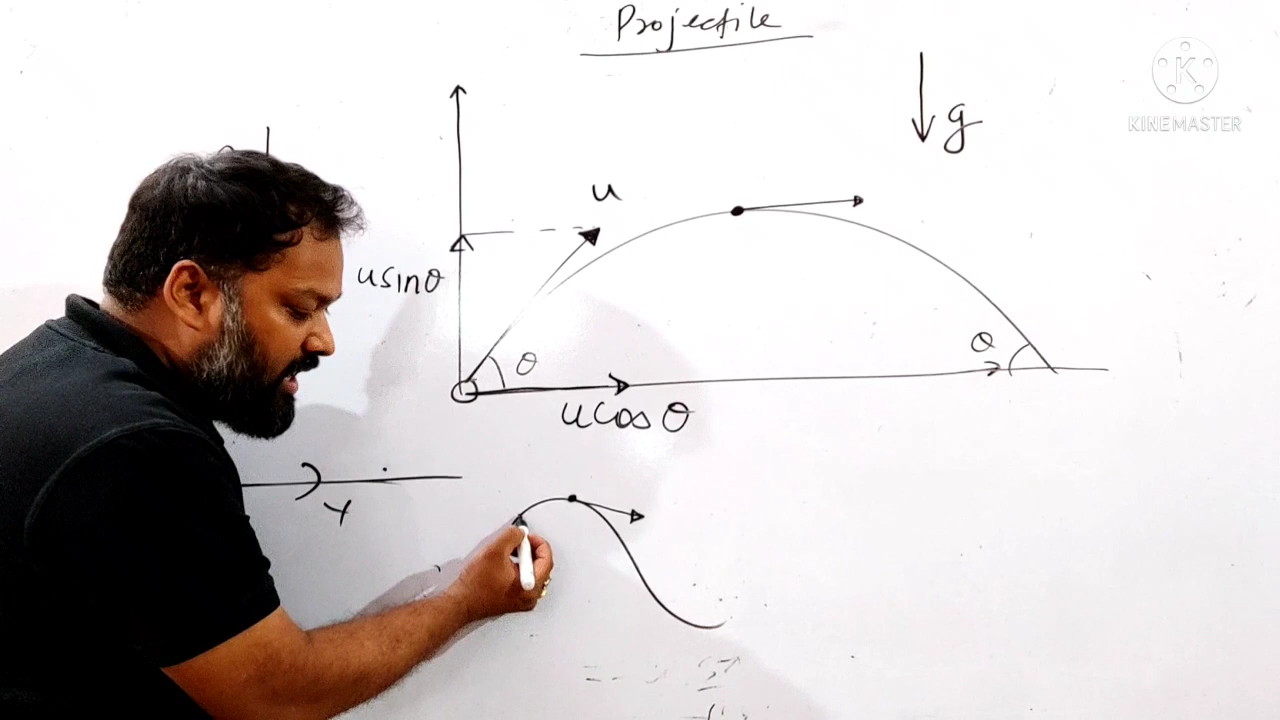 Projectile
K
KINEMASTER
g
u
usinθ
θ
θ
ucosθ